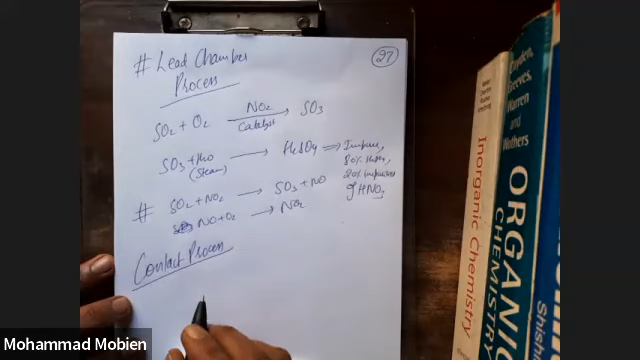 # Lead Chamber
Process
27
SO2 + O2 NO2 Catalyst → SO3
SO3 + H2O (Steam) → H2SO4 ⇒ Impure,
80% H2SO4,
20% impurities
of HNO3
# SO2 + NO2 → SO3 + NO
NO + O2 → NO2
Contact Process
Inorganic Chemistry
Clayden,
Greeves,
Warren
and
Wothers
ORGANIC
CHEMISTRY
Mohammad Mobien